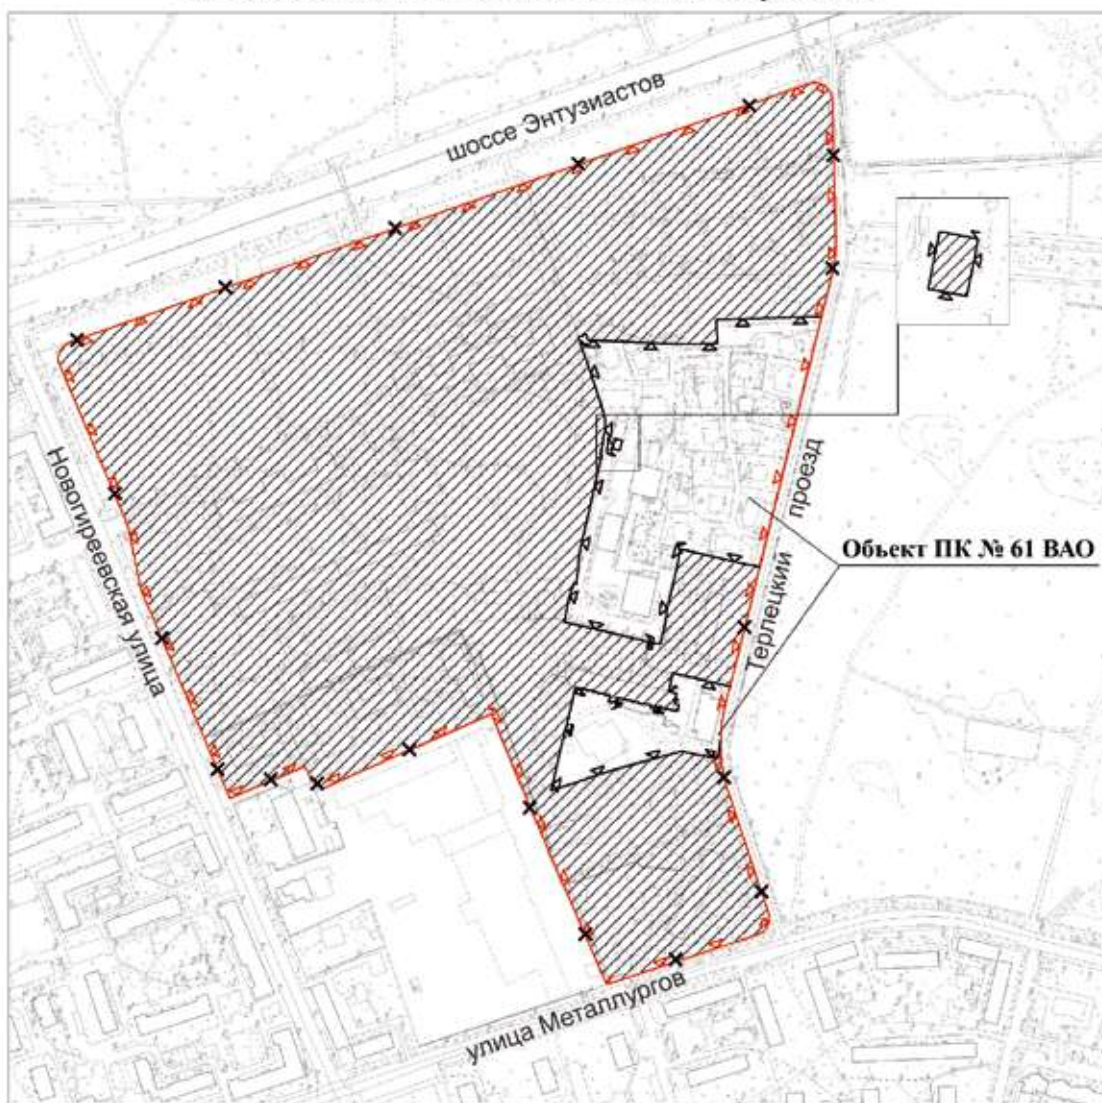 шоссе Энтузиастов
Новогиреевская улица
Терлецкий проезд
Объект ПК № 61 ВАО
улица Металлургов